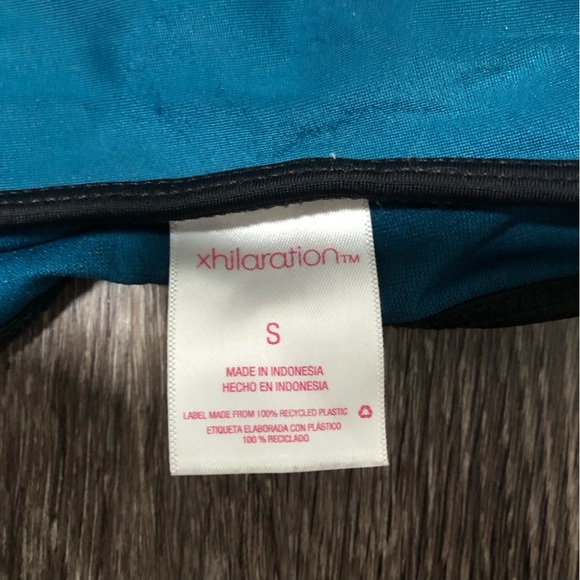 xhilaration™
S
MADE IN INDONESIA
HECHO EN INDONESIA
LABEL MADE FROM 100% RECYCLED PLASTIC
ETIQUETA ELABORADA CON PLÁSTICO
100 % RECICLADO